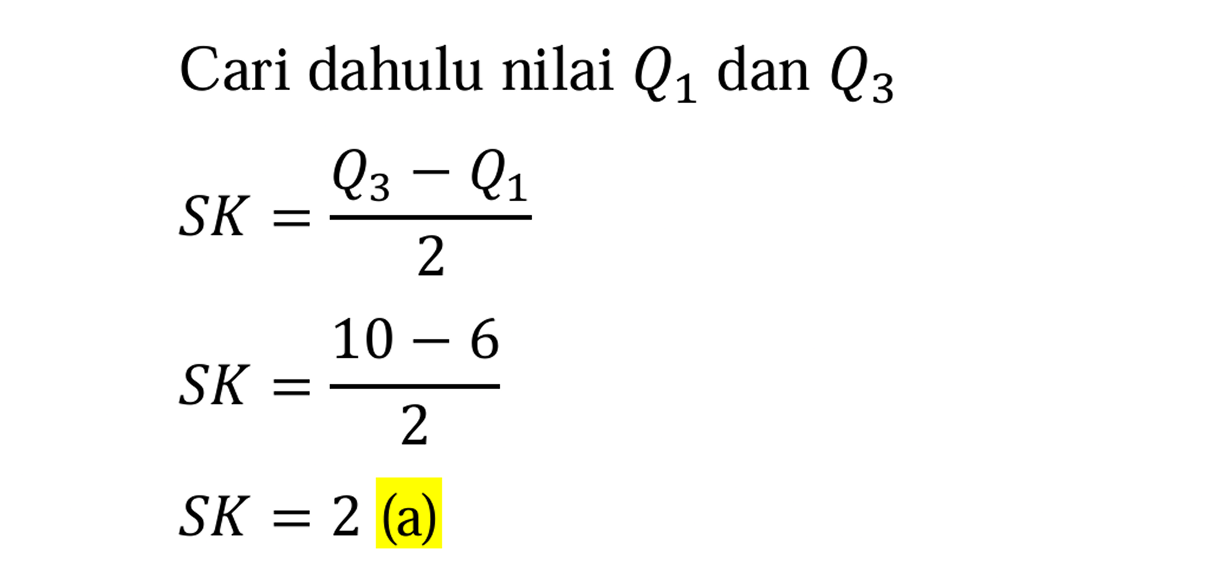 Cari dahulu nilai Q₁ dan Q₃
SK = (Q₃ − Q₁)/2
SK = (10 − 6)/2
SK = 2 (a)